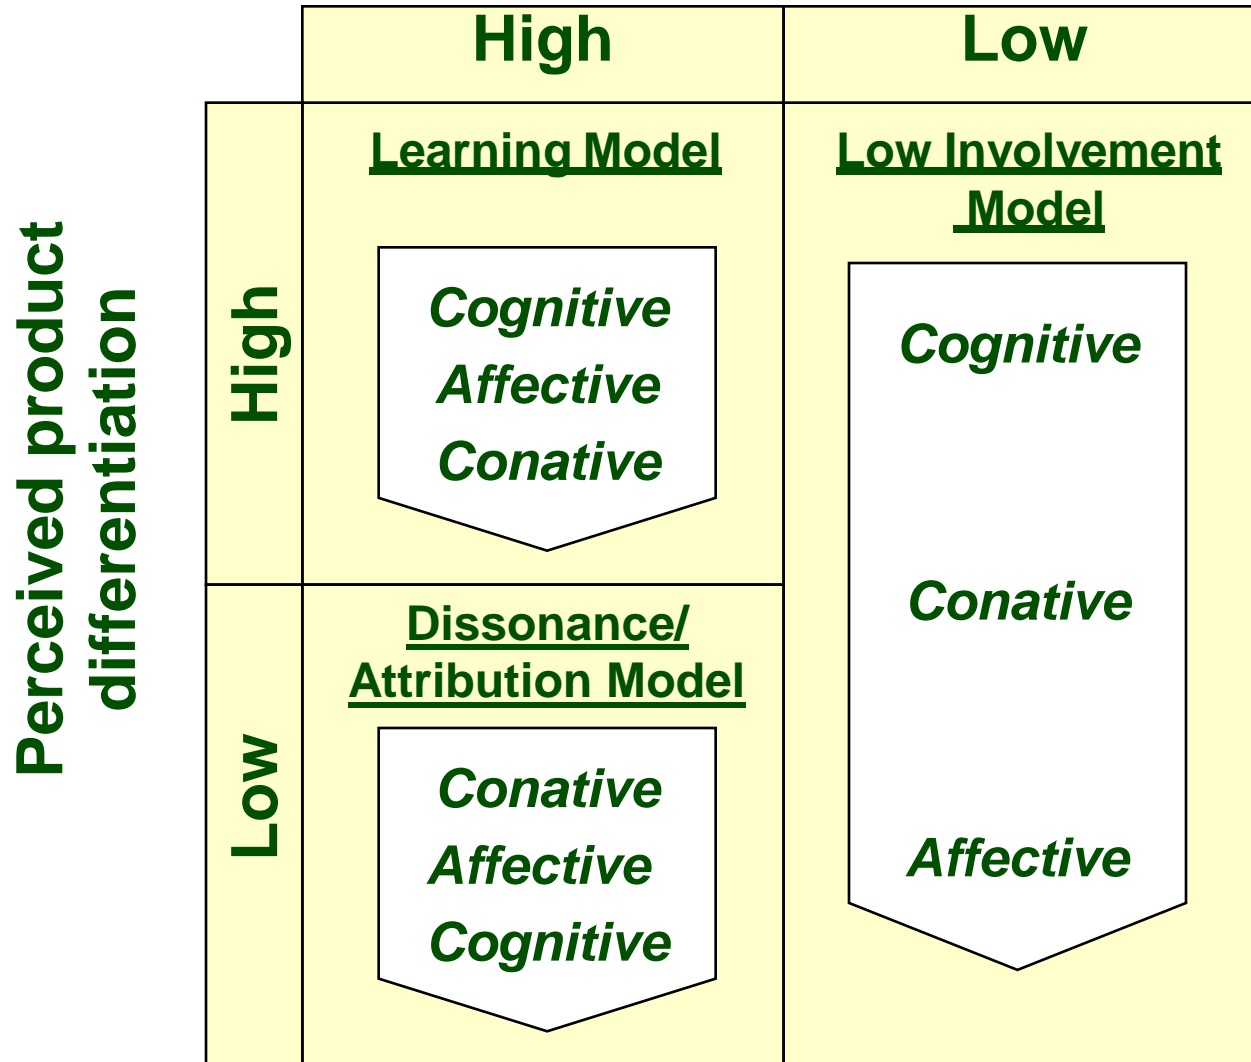 High
Low
Perceived product
differentiation
High
Learning Model
Cognitive
Affective
Conative
Low Involvement
Model
Cognitive
Conative
Affective
Low
Dissonance/
Attribution Model
Conative
Affective
Cognitive